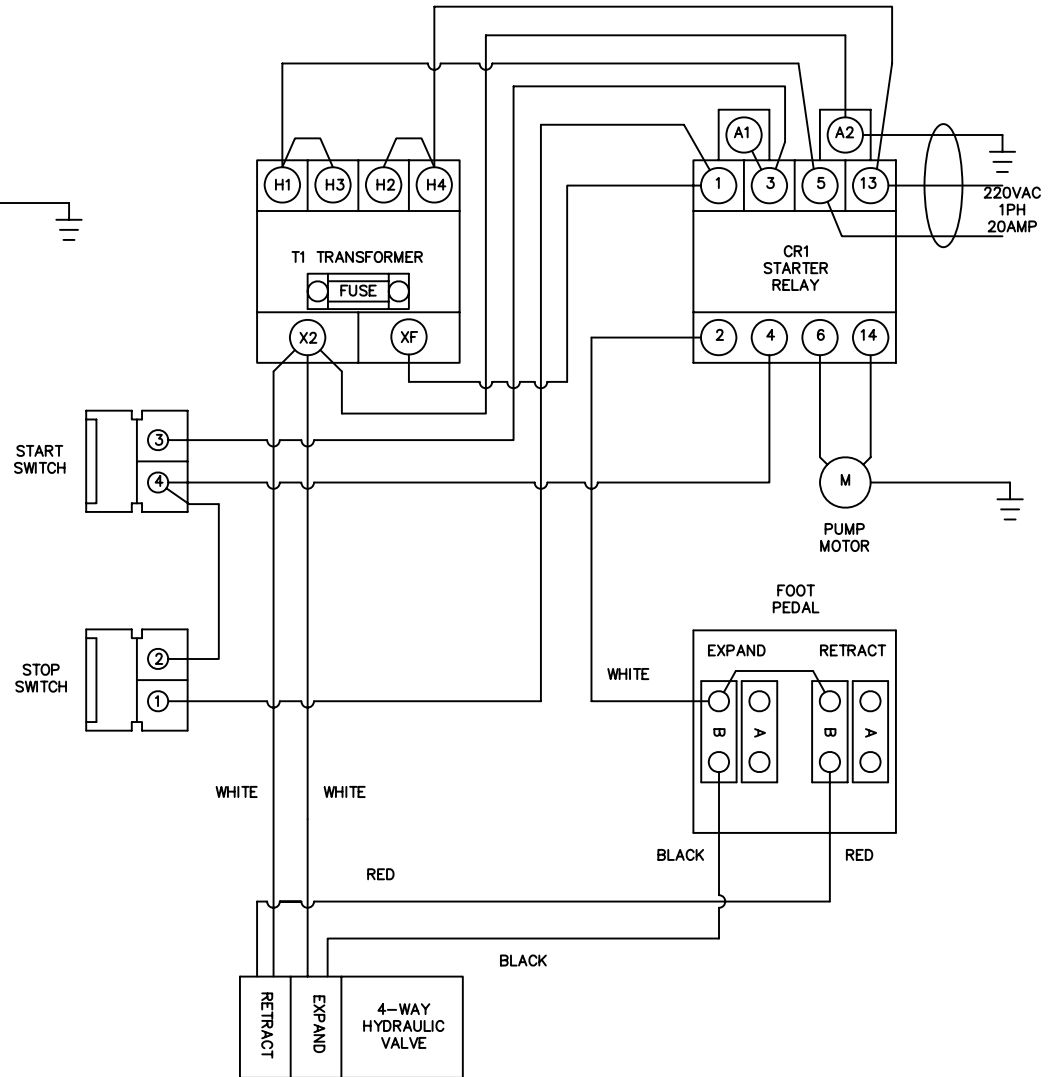 A1
A2
H1
H3
H2
H4
1
3
5
13
220VAC
1PH
20AMP
T1 TRANSFORMER
FUSE
CR1
STARTER
RELAY
X2
XF
2
4
6
14
START
SWITCH
3
4
M
PUMP
MOTOR
FOOT
PEDAL
STOP
SWITCH
2
1
WHITE
EXPAND
RETRACT
B
A
B
A
WHITE
WHITE
BLACK
RED
RED
BLACK
RETRACT
EXPAND
4-WAY
HYDRAULIC
VALVE